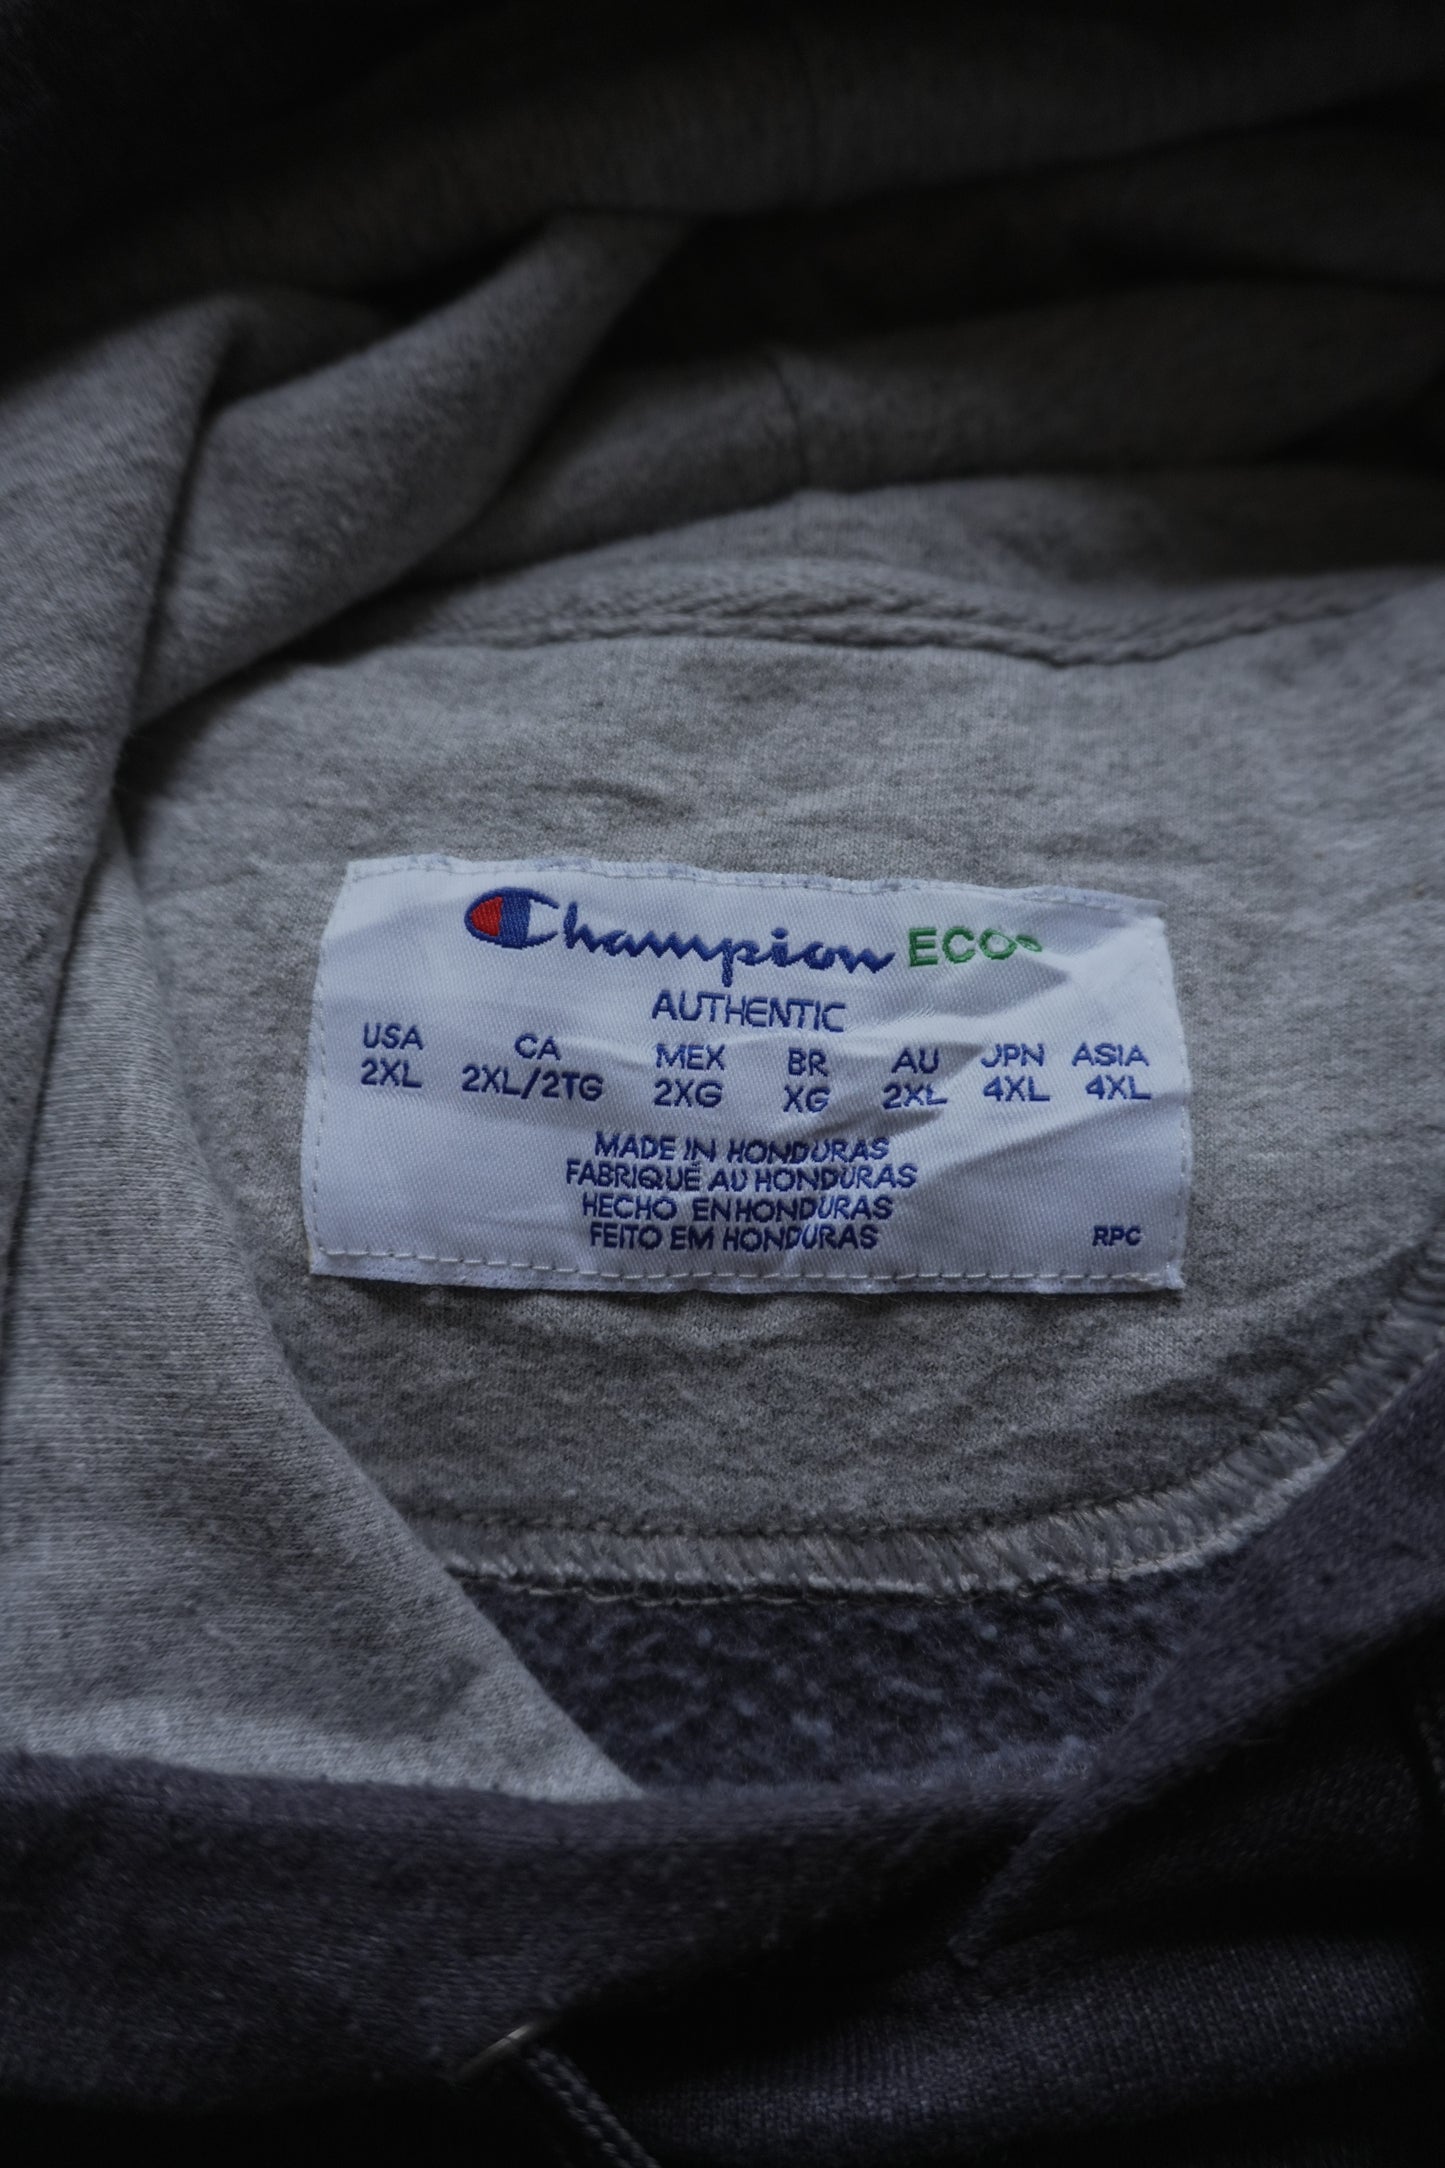 Champion ECO
AUTHENTIC
USA CA MEX BR AU JPN ASIA
2XL 2XL/2TG 2XG XG 2XL 4XL 4XL
MADE IN HONDURAS
FABRIQUÉ AU HONDURAS
HECHO EN HONDURAS
FEITO EM HONDURAS
RPC